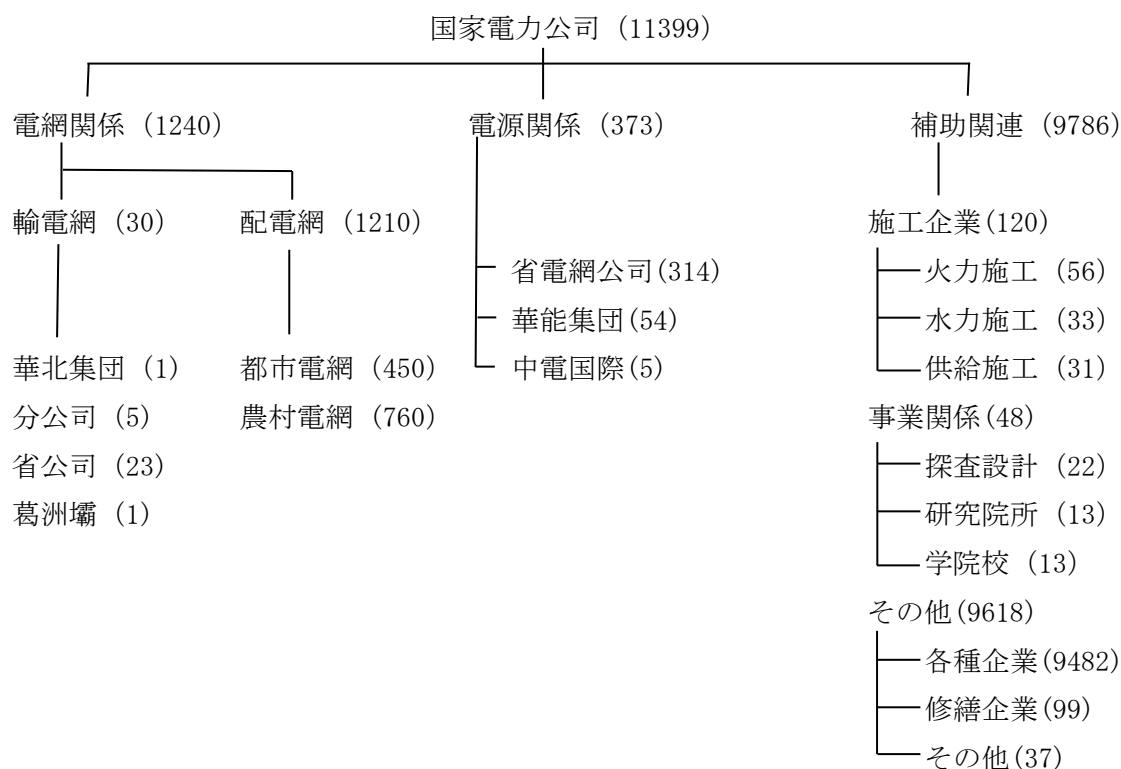 国家電力公司 (11399)
電網関係 (1240)
電源関係 (373)
補助関連 (9786)
輸電網 (30)
配電網 (1210)
華北集団 (1)
分公司 (5)
省公司 (23)
葛洲壩 (1)
都市電網 (450)
農村電網 (760)
省電網公司(314)
華能集団(54)
中電国際(5)
施工企業(120)
火力施工 (56)
水力施工 (33)
供給施工 (31)
事業関係(48)
探査設計 (22)
研究院所 (13)
学院校 (13)
その他(9618)
各種企業(9482)
修繕企業(99)
その他(37)